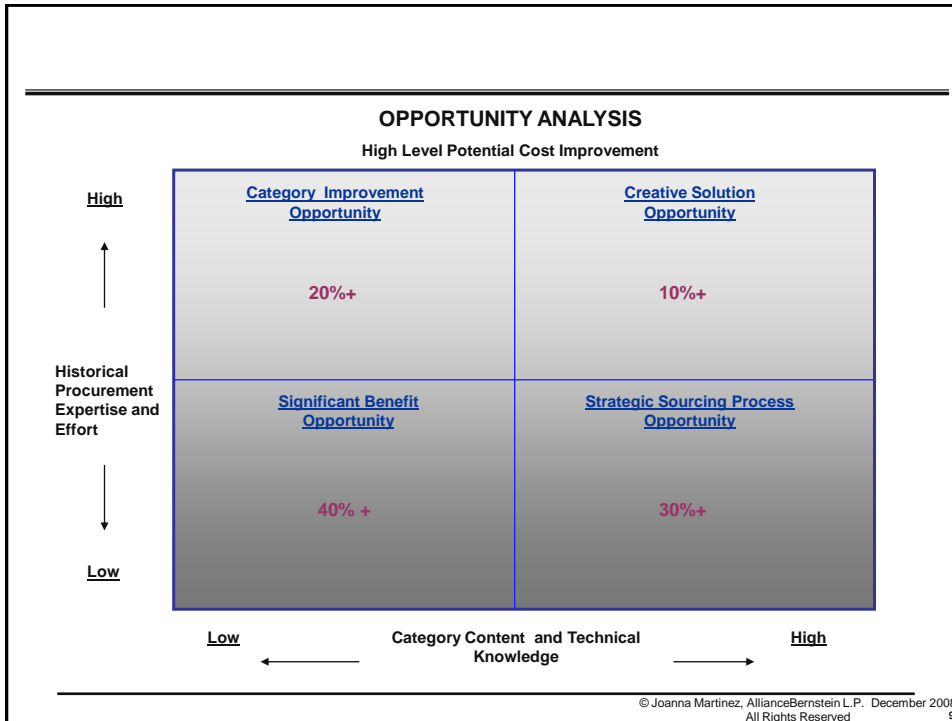 OPPORTUNITY ANALYSIS
High Level Potential Cost Improvement
High
Category Improvement
Opportunity
Creative Solution
Opportunity
20%+
10%+
Historical
Procurement
Expertise and
Effort
Significant Benefit
Opportunity
Strategic Sourcing Process
Opportunity
40% +
30%+
Low
Low
Category Content and Technical
Knowledge
High
© Joanna Martinez, AllianceBernstein L.P. December 2008
All Rights Reserved